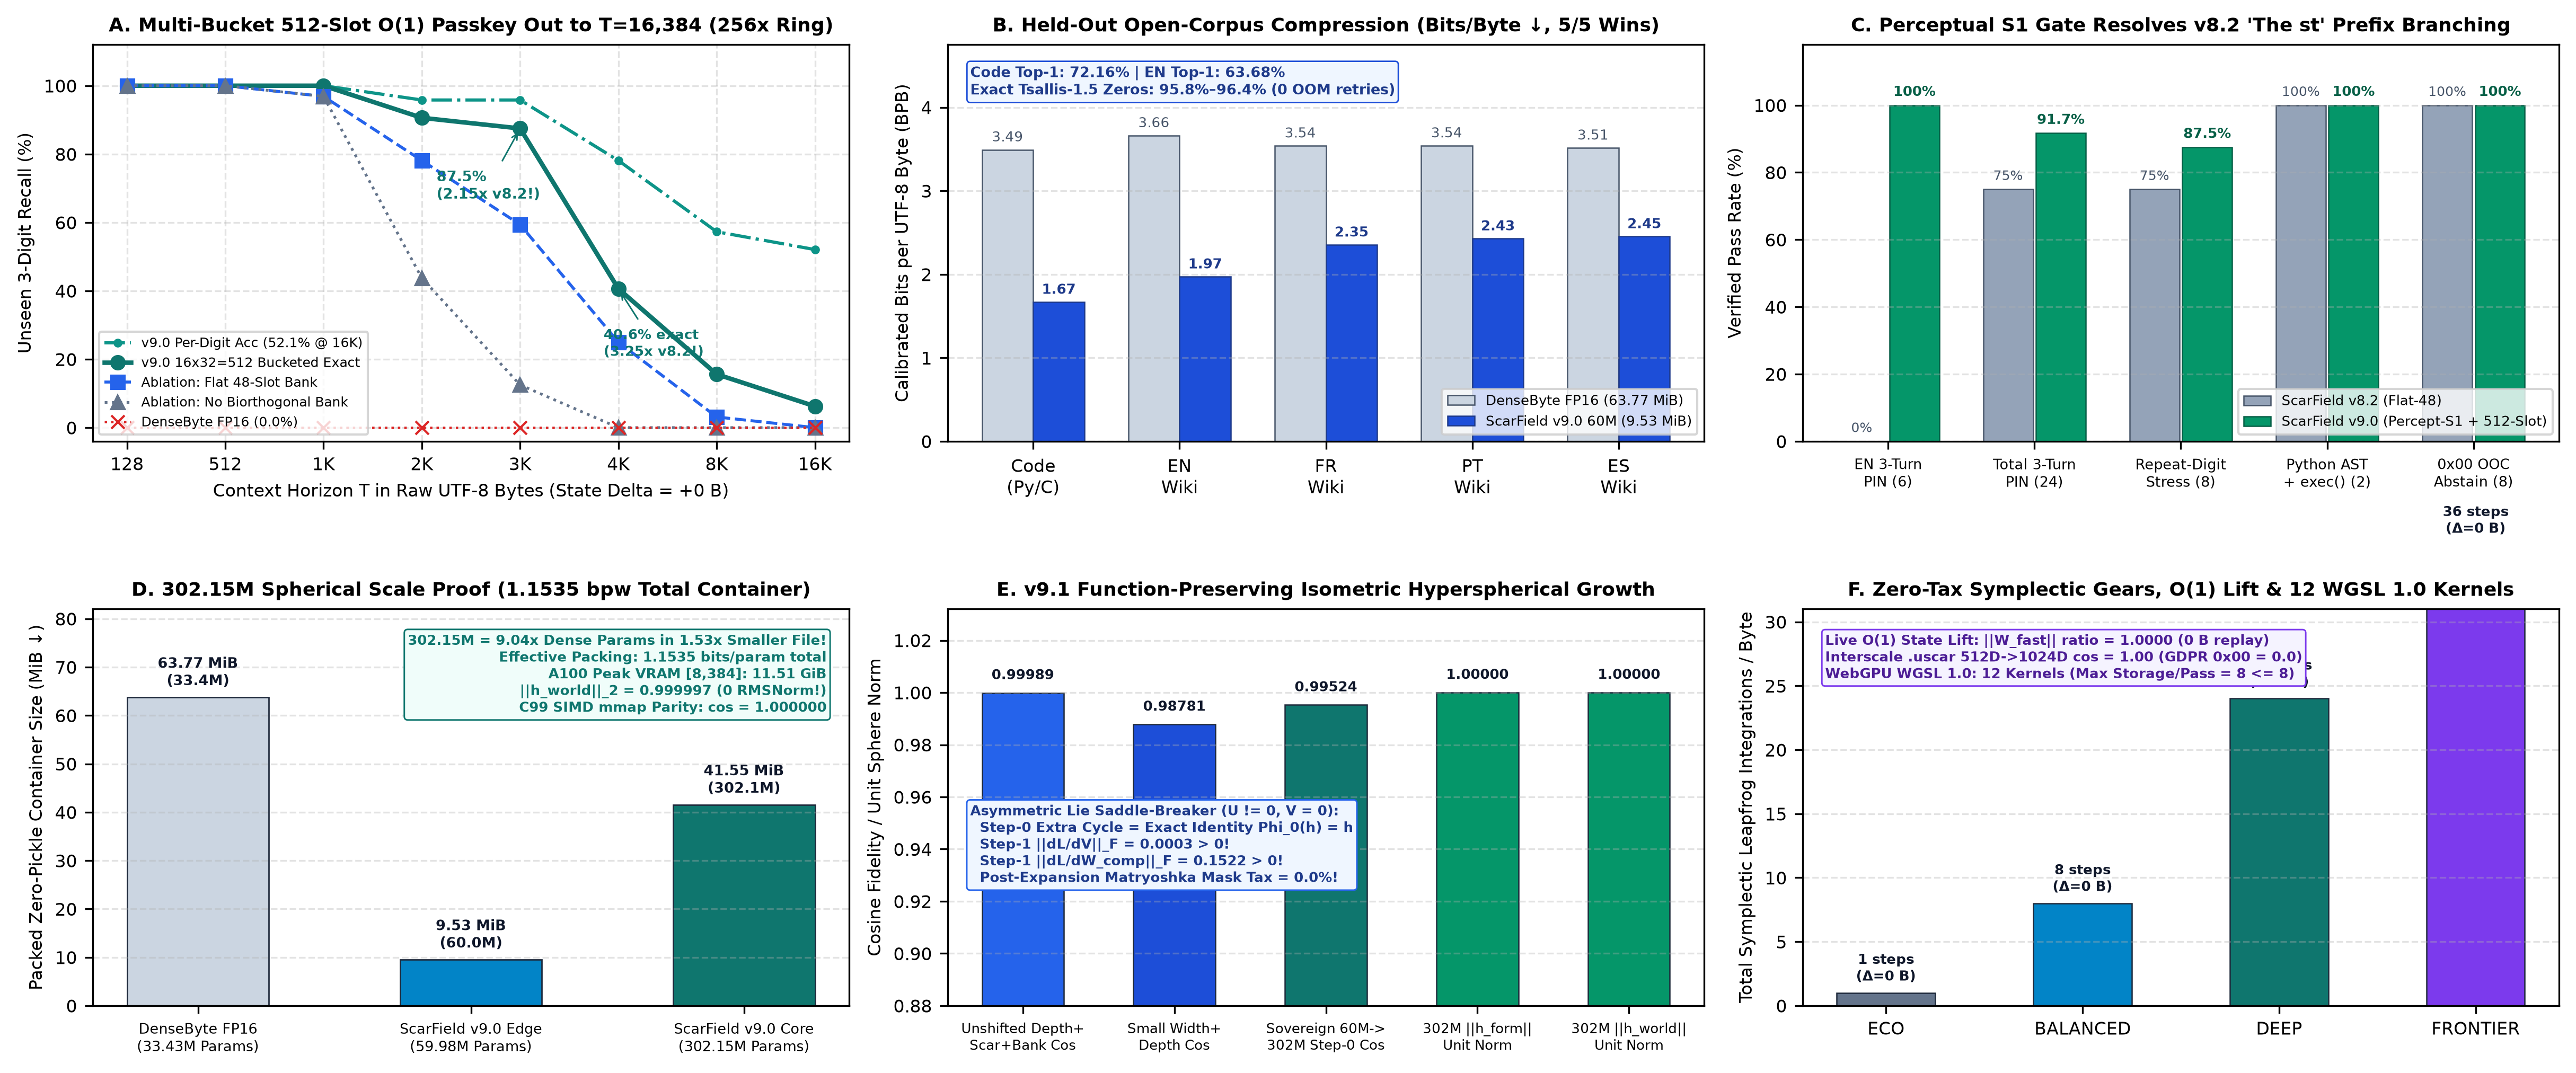 A. Multi-Bucket 512-Slot O(1) Passkey Out to T=16,384 (256x Ring)
Unseen 3-Digit Recall (%)
100
80
60
40
20
0
87.5%
(2.15x v8.2!)
40.6% exact
(3.25x v8.2!)
v9.0 Per-Digit Acc (52.1% @ 16K)
v9.0 16x32=512 Bucketed Exact
Ablation: Flat 48-Slot Bank
Ablation: No Biorthogonal Bank
DenseByte FP16 (0.0%)
128 512 1K 2K 3K 4K 8K 16K
Context Horizon T in Raw UTF-8 Bytes (State Delta = +0 B)
B. Held-Out Open-Corpus Compression (Bits/Byte ↓, 5/5 Wins)
Calibrated Bits per UTF-8 Byte (BPB)
4
3
2
1
0
Code Top-1: 72.16% | EN Top-1: 63.68%
Exact Tsallis-1.5 Zeros: 95.8%–96.4% (0 OOM retries)
3.49 3.66 3.54 3.54 3.51
1.67 1.97 2.35 2.43 2.45
DenseByte FP16 (63.77 MiB)
ScarField v9.0 60M (9.53 MiB)
Code EN FR PT ES
(Py/C) Wiki Wiki Wiki Wiki
C. Perceptual S1 Gate Resolves v8.2 'The st' Prefix Branching
Verified Pass Rate (%)
100
80
60
40
20
0
0% 75% 75% 100% 100%
100% 91.7% 87.5% 100% 100%
ScarField v8.2 (Flat-48)
ScarField v9.0 (Percept-S1 + 512-Slot)
EN 3-Turn Total 3-Turn Repeat-Digit Python AST 0x00 OOC
PIN (6) PIN (24) Stress (8) + exec() (2) Abstain (8)
36 steps
(Δ=0 B)
D. 302.15M Spherical Scale Proof (1.1535 bpw Total Container)
Packed Zero-Pickle Container Size (MiB ↓)
80
70
60
50
40
30
20
10
0
302.15M = 9.04x Dense Params in 1.53x Smaller File!
Effective Packing: 1.1535 bits/param total
A100 Peak VRAM [8,384]: 11.51 GiB
||h_world||_2 = 0.999997 (0 RMSNorm!)
C99 SIMD mmap Parity: cos = 1.000000
63.77 MiB
(33.4M)
9.53 MiB
(60.0M)
41.55 MiB
(302.1M)
DenseByte FP16 ScarField v9.0 Edge ScarField v9.0 Core
(33.43M Params) (59.98M Params) (302.15M Params)
E. v9.1 Function-Preserving Isometric Hyperspherical Growth
Cosine Fidelity / Unit Sphere Norm
1.02
1.00
0.98
0.96
0.94
0.92
0.90
0.88
0.99989 0.98781 0.99524 1.00000 1.00000
Asymmetric Lie Saddle-Breaker (U != 0, V = 0):
Step-0 Extra Cycle = Exact Identity Phi_0(h) = h
Step-1 ||dL/dV||_F = 0.0003 > 0!
Step-1 ||dL/dW_comp||_F = 0.1522 > 0!
Post-Expansion Matryoshka Mask Tax = 0.0%!
Unshifted Depth+ Small Width+ Sovereign 60M-> 302M ||h_form|| 302M ||h_world||
Scar+Bank Cos Depth Cos 302M Step-0 Cos Unit Norm Unit Norm
F. Zero-Tax Symplectic Gears, O(1) Lift & 12 WGSL 1.0 Kernels
Total Symplectic Leapfrog Integrations / Byte
30
25
20
15
10
5
0
Live O(1) State Lift: ||W_fast|| ratio = 1.0000 (0 B replay)
Interscale .uscar 512D->1024D cos = 1.00 (GDPR 0x00 = 0.0)
WebGPU WGSL 1.0: 12 Kernels (Max Storage/Pass = 8 <= 8)
1 steps
(Δ=0 B)
8 steps
(Δ=0 B)
ECO BALANCED DEEP FRONTIER